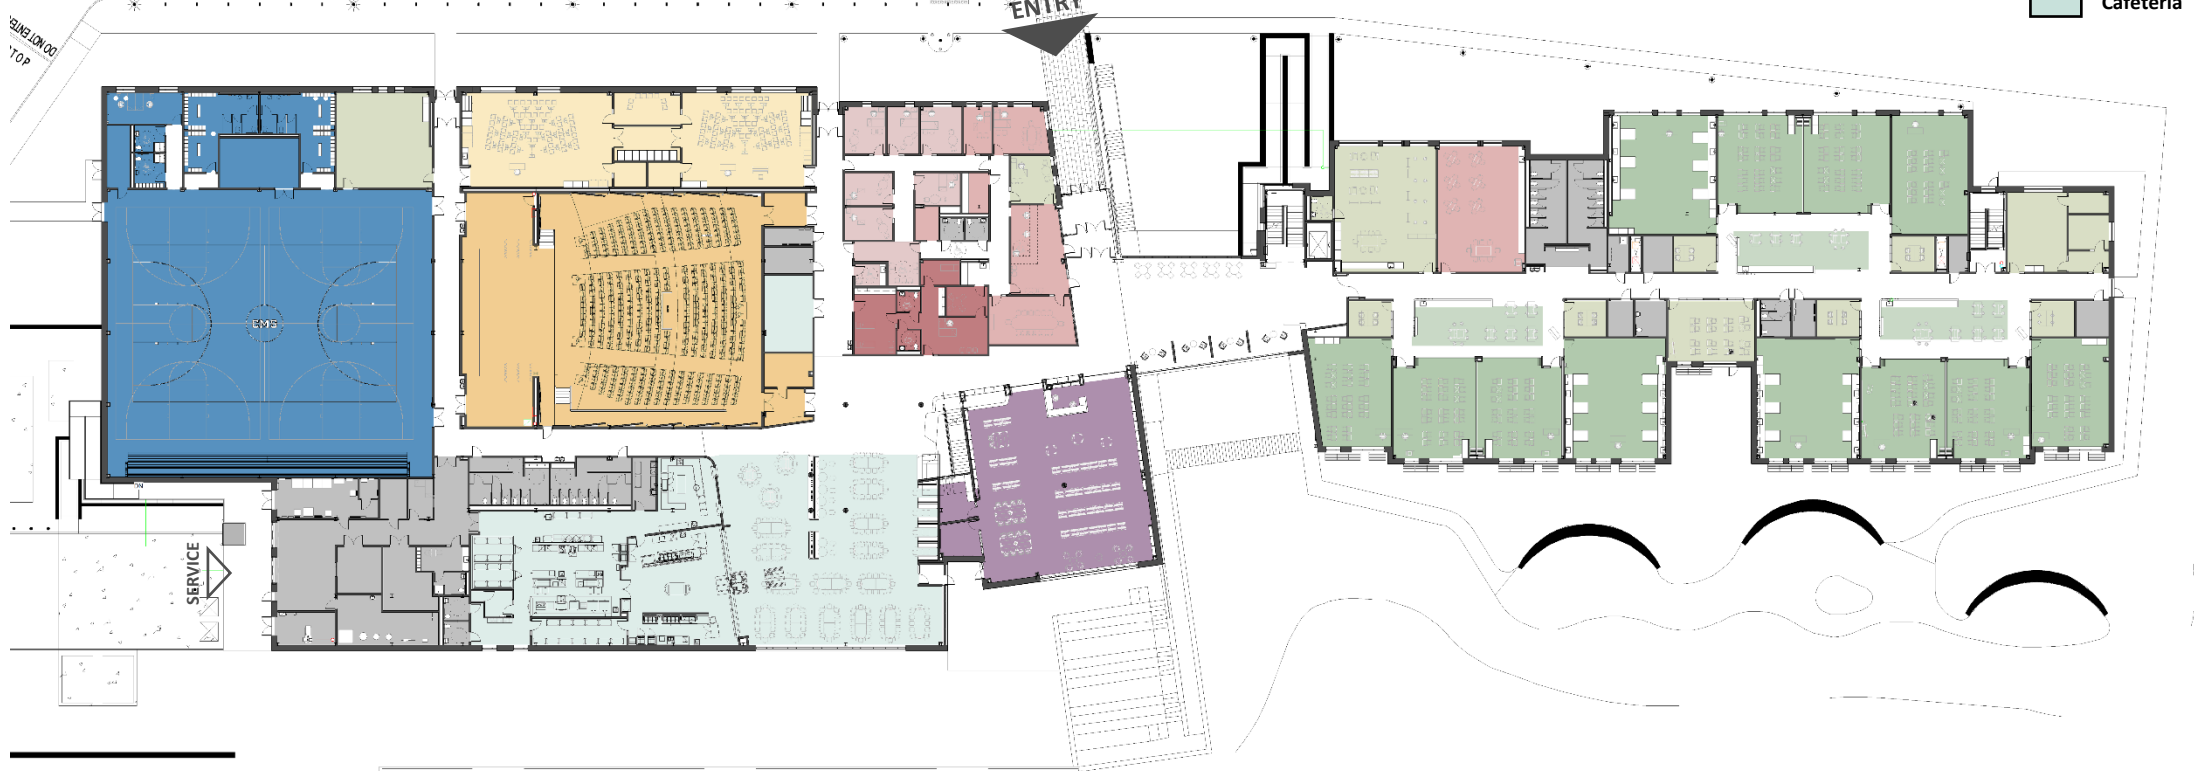 ENTRY
Cafeteria
DO NOT ENTER
STOP
EMS
SERVICE